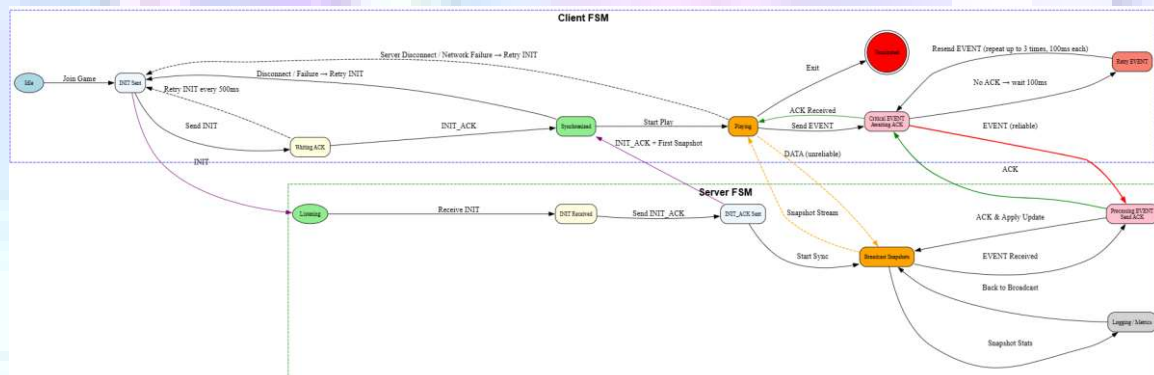 Client FSM
Server Disconnect / Network Failure → Retry INIT
Disconnect / Failure → Retry INIT
Resend EVENT (repeat up to 3 times, 100ms each)
Retry EVENT
Idle
Join Game
INIT Sent
Retry INIT every 500ms
Exit
No ACK → wait 100ms
ACK Received
Send INIT
INIT_ACK
Synchronized
Start Play
Playing
Send EVENT
Critical EVENT
Awaiting ACK
EVENT (reliable)
Waiting ACK
INIT
INIT_ACK + First Snapshot
DATA (unreliable)
ACK
Server FSM
Listening
Receive INIT
INIT Received
Send INIT_ACK
INIT_ACK Sent
Snapshot Stream
Processing EVENT
Send ACK
ACK & Apply Update
Start Sync
Broadcast Snapshots
EVENT Received
Back to Broadcast
Logging / Metrics
Snapshot Stats